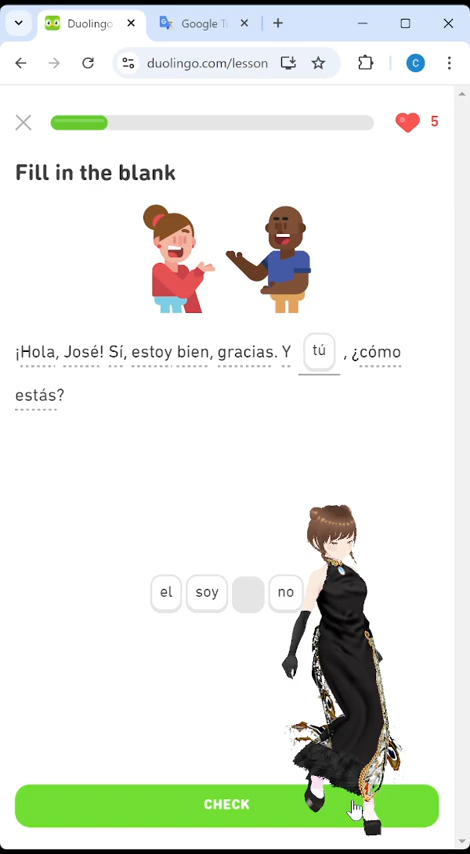 Duolingo
Google T
duolingo.com/lesson
C
5
Fill in the blank
¡Hola, José! Sí, estoy bien, gracias. Y tú , ¿cómo
estás?
el soy no
CHECK